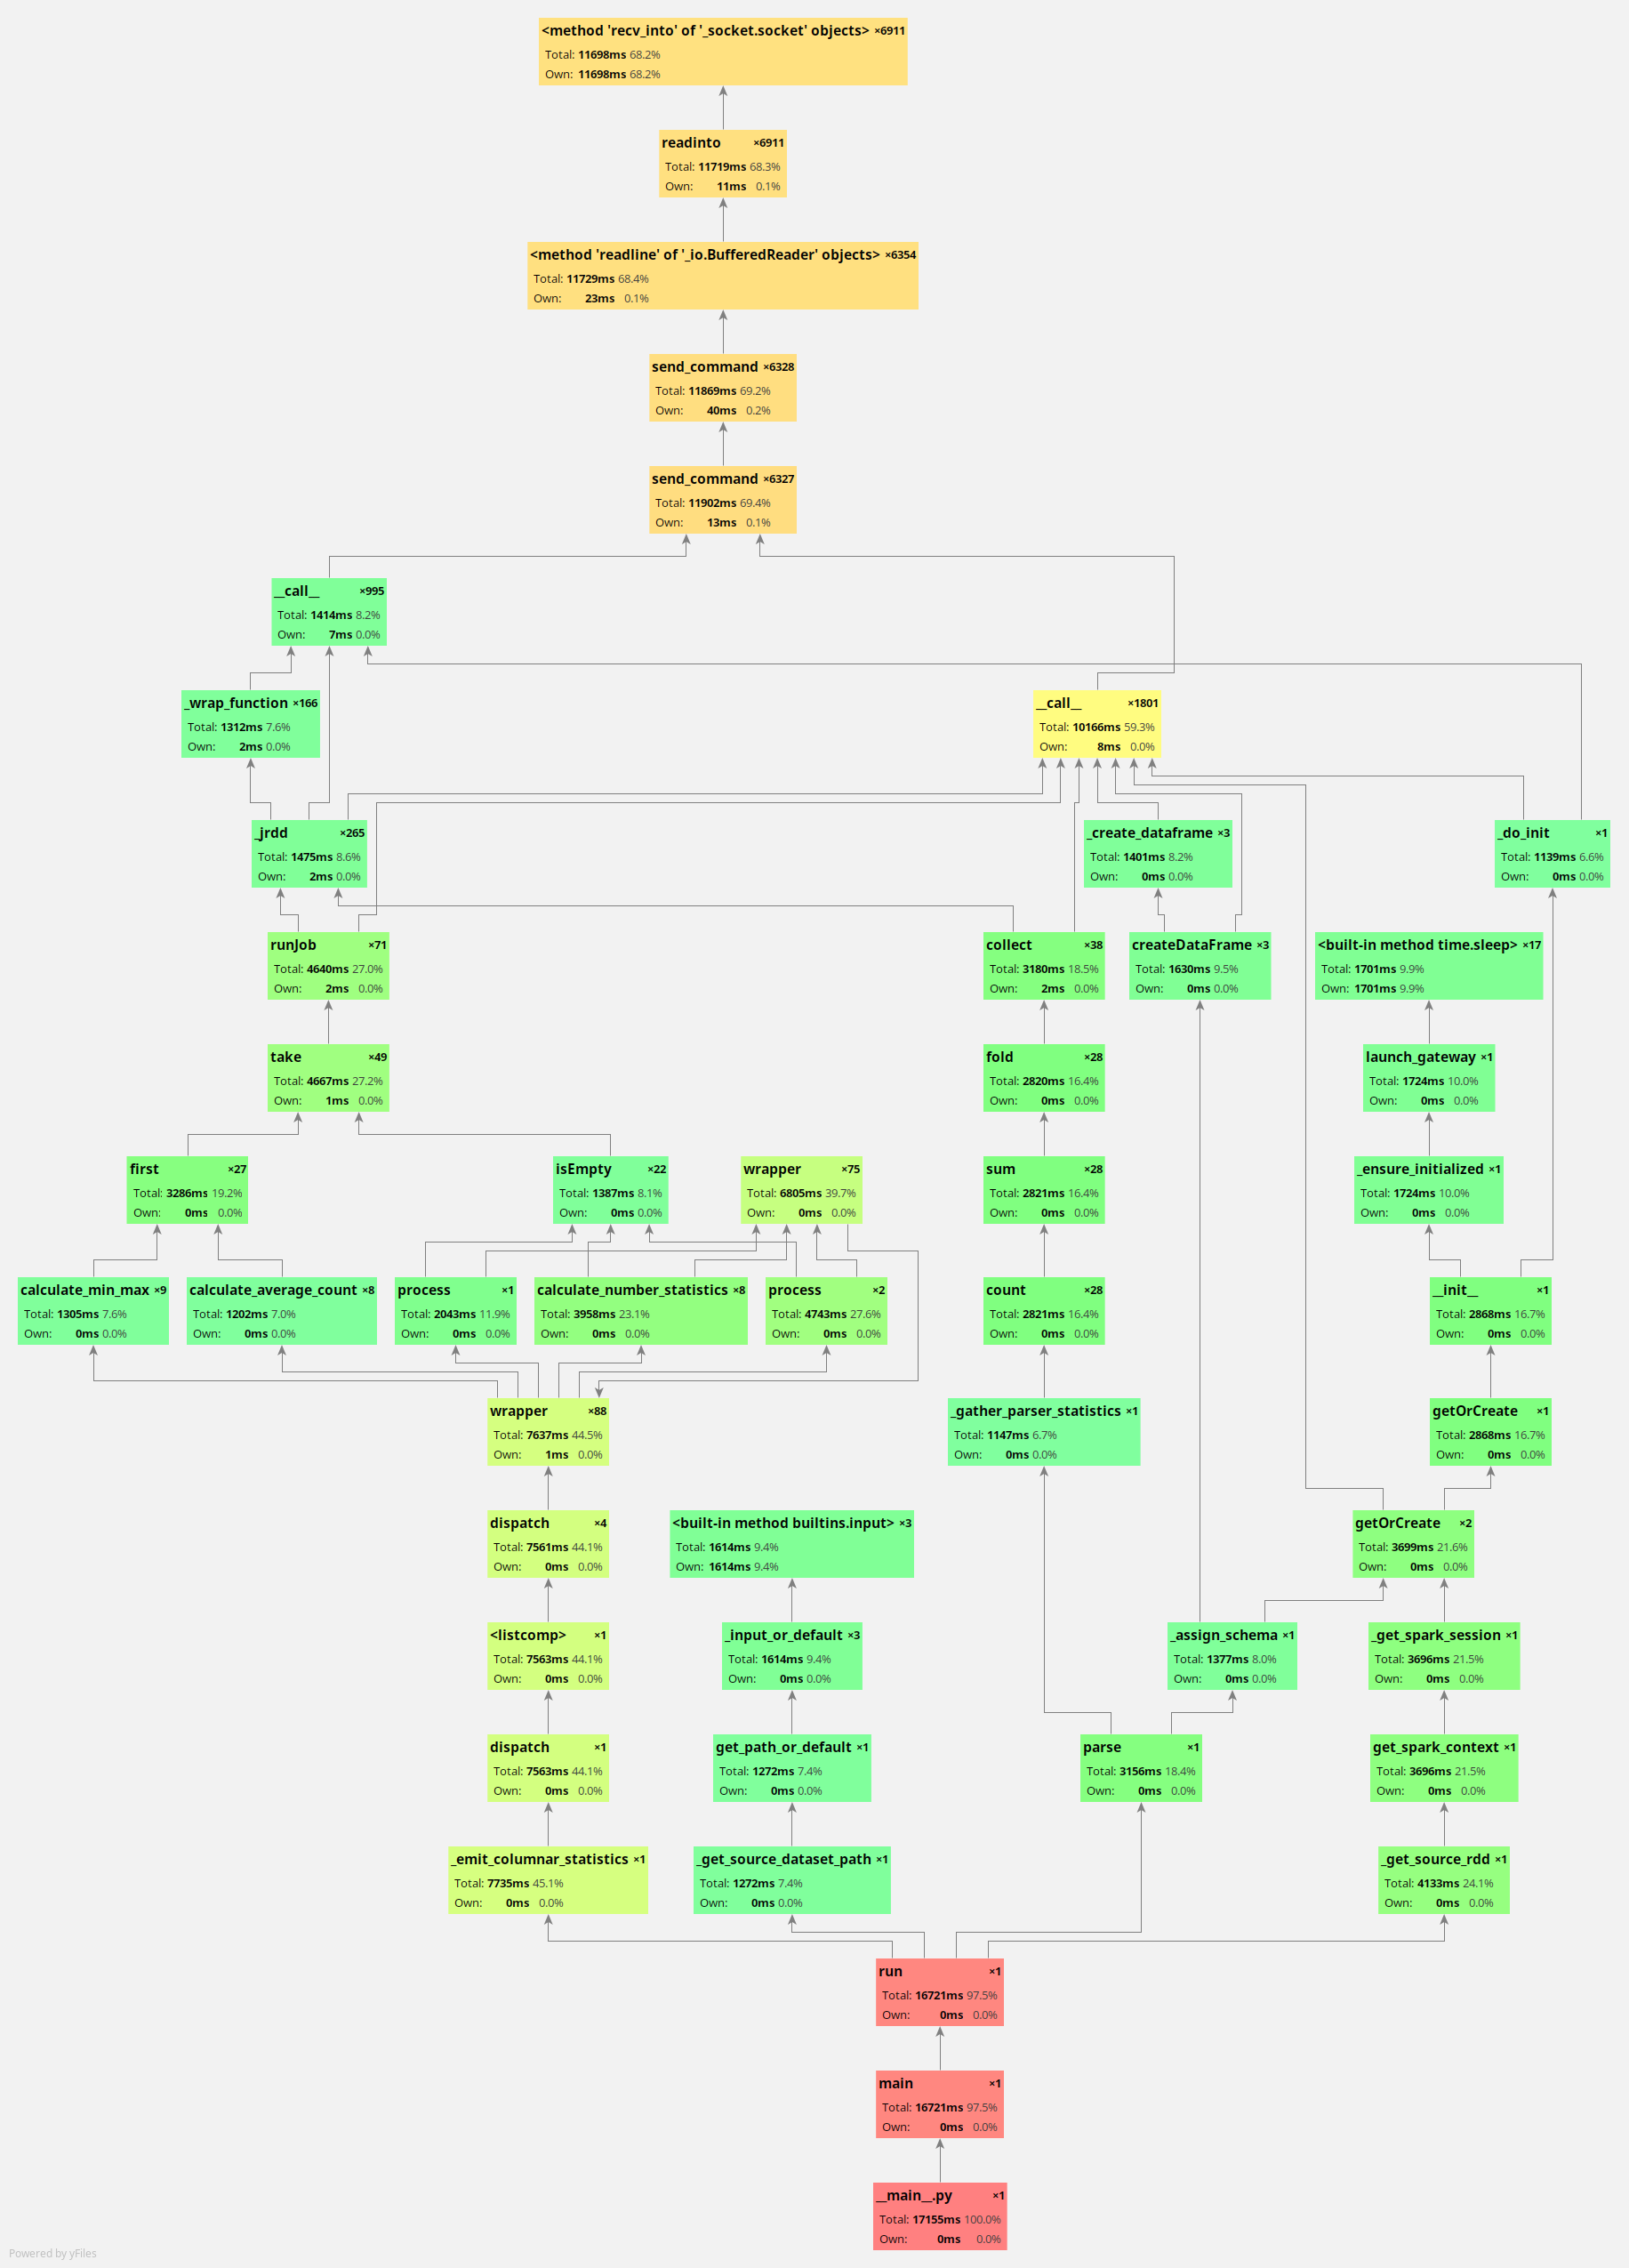 <method 'recv_into' of '_socket.socket' objects> ×6911
Total: 11698ms 68.2%
Own: 11698ms 68.2%
readinto ×6911
Total: 11719ms 68.3%
Own: 11ms 0.1%
<method 'readline' of '_io.BufferedReader' objects> ×6354
Total: 11729ms 68.4%
Own: 23ms 0.1%
send_command ×6328
Total: 11869ms 69.2%
Own: 40ms 0.2%
send_command ×6327
Total: 11902ms 69.4%
Own: 13ms 0.1%
__call__ ×995
Total: 1414ms 8.2%
Own: 7ms 0.0%
_wrap_function ×166
Total: 1312ms 7.6%
Own: 2ms 0.0%
__call__ ×1801
Total: 10166ms 59.3%
Own: 8ms 0.0%
_jrdd ×265
Total: 1475ms 8.6%
Own: 2ms 0.0%
_create_dataframe ×3
Total: 1401ms 8.2%
Own: 0ms 0.0%
_do_init ×1
Total: 1139ms 6.6%
Own: 0ms 0.0%
runJob ×71
Total: 4640ms 27.0%
Own: 2ms 0.0%
collect ×38
Total: 3180ms 18.5%
Own: 2ms 0.0%
createDataFrame ×3
Total: 1630ms 9.5%
Own: 0ms 0.0%
<built-in method time.sleep> ×17
Total: 1701ms 9.9%
Own: 1701ms 9.9%
take ×49
Total: 4667ms 27.2%
Own: 1ms 0.0%
fold ×28
Total: 2820ms 16.4%
Own: 0ms 0.0%
launch_gateway ×1
Total: 1724ms 10.0%
Own: 0ms 0.0%
first ×27
Total: 3286ms 19.2%
Own: 0ms 0.0%
isEmpty ×22
Total: 1387ms 8.1%
Own: 0ms 0.0%
wrapper ×75
Total: 6805ms 39.7%
Own: 0ms 0.0%
sum ×28
Total: 2821ms 16.4%
Own: 0ms 0.0%
_ensure_initialized ×1
Total: 1724ms 10.0%
Own: 0ms 0.0%
calculate_min_max ×9
Total: 1305ms 7.6%
Own: 0ms 0.0%
calculate_average_count ×8
Total: 1202ms 7.0%
Own: 0ms 0.0%
process ×1
Total: 2043ms 11.9%
Own: 0ms 0.0%
calculate_number_statistics ×8
Total: 3958ms 23.1%
Own: 0ms 0.0%
process ×2
Total: 4743ms 27.6%
Own: 0ms 0.0%
count ×28
Total: 2821ms 16.4%
Own: 0ms 0.0%
__init__ ×1
Total: 2868ms 16.7%
Own: 0ms 0.0%
wrapper ×88
Total: 7637ms 44.5%
Own: 1ms 0.0%
_gather_parser_statistics ×1
Total: 1147ms 6.7%
Own: 0ms 0.0%
getOrCreate ×1
Total: 2868ms 16.7%
Own: 0ms 0.0%
dispatch ×4
Total: 7561ms 44.1%
Own: 0ms 0.0%
<built-in method builtins.input> ×3
Total: 1614ms 9.4%
Own: 1614ms 9.4%
getOrCreate ×2
Total: 3699ms 21.6%
Own: 0ms 0.0%
<listcomp> ×1
Total: 7563ms 44.1%
Own: 0ms 0.0%
_input_or_default ×3
Total: 1614ms 9.4%
Own: 0ms 0.0%
_assign_schema ×1
Total: 1377ms 8.0%
Own: 0ms 0.0%
_get_spark_session ×1
Total: 3696ms 21.5%
Own: 0ms 0.0%
dispatch ×1
Total: 7563ms 44.1%
Own: 0ms 0.0%
get_path_or_default ×1
Total: 1272ms 7.4%
Own: 0ms 0.0%
parse ×1
Total: 3156ms 18.4%
Own: 0ms 0.0%
get_spark_context ×1
Total: 3696ms 21.5%
Own: 0ms 0.0%
_emit_columnar_statistics ×1
Total: 7735ms 45.1%
Own: 0ms 0.0%
_get_source_dataset_path ×1
Total: 1272ms 7.4%
Own: 0ms 0.0%
_get_source_rdd ×1
Total: 4133ms 24.1%
Own: 0ms 0.0%
run ×1
Total: 16721ms 97.5%
Own: 0ms 0.0%
main ×1
Total: 16721ms 97.5%
Own: 0ms 0.0%
__main__.py ×1
Total: 17155ms 100.0%
Own: 0ms 0.0%
Powered by yFiles